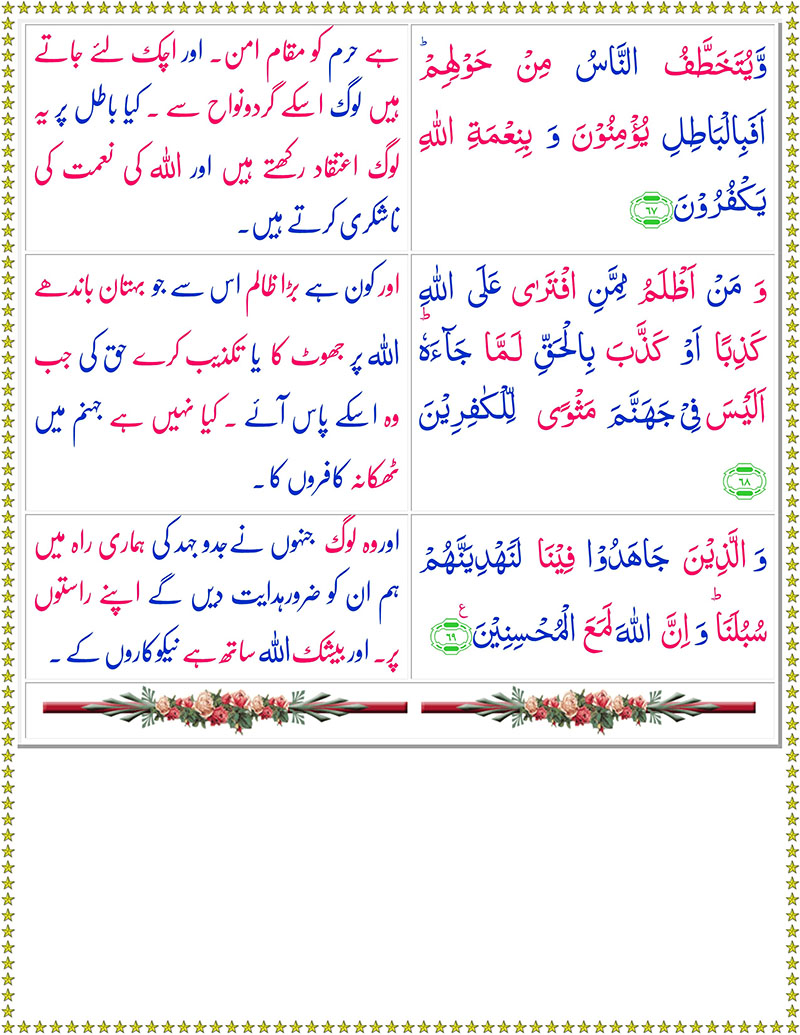 وَّيُتَخَطَّفُ النَّاسُ مِنْ حَوْلِهِمْ ؕ
اَفَبِالْبَاطِلِ يُؤْمِنُوْنَ وَ بِنِعْمَةِ اللّٰهِ
يَكْفُرُوْنَ ۶۷
ہے حرم کو مقام امن۔ اور اچک لئے جاتے
ہیں لوگ اسکے گردونواح سے ۔ کیا باطل پر یہ
لوگ اعتقاد رکھتے ہیں اور اللہ کی نعمت کی
ناشکری کرتے ہیں۔
وَ مَنْ اَظْلَمُ مِمَّنِ افْتَرٰى عَلَى اللّٰهِ
كَذِبًا اَوْ كَذَّبَ بِالْحَقِّ لَمَّا جَآءَهٗ ؕ
اَلَيْسَ فِيْ جَهَنَّمَ مَثْوًى لِّلْكٰفِرِيْنَ
۶۸
اور کون ہے بڑا ظالم اس سے جو بہتان باندھے
اللہ پر جھوٹ کا یا تکذیب کرے حق کی جب
وہ اسکے پاس آئے ۔ کیا نہیں ہے جہنم میں
ٹھکانہ کافروں کا۔
وَ الَّذِيْنَ جَاهَدُوْا فِيْنَا لَنَهْدِيَنَّهُمْ
سُبُلَنَا ؕ وَ اِنَّ اللّٰهَ لَمَعَ الْمُحْسِنِيْنَ ۶۹ ع
اور وہ لوگ جنہوں نے جدو جہد کی ہماری راہ میں
ہم ان کو ضرور ہدایت دیں گے اپنے راستوں
پر۔ اور بیشک اللہ ساتھ ہے نیکوکاروں کے ۔